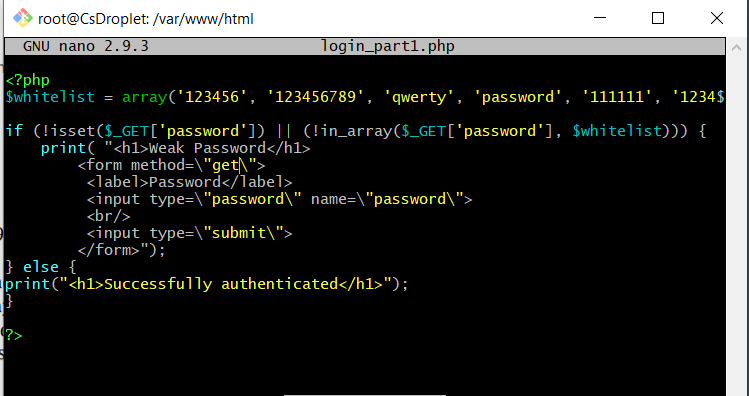 root@CsDroplet: /var/www/html
GNU nano 2.9.3 login_part1.php
<?php
$whitelist = array('123456', '123456789', 'qwerty', 'password', '111111', '1234$
if (!isset($_GET['password']) || (!in_array($_GET['password'], $whitelist))) {
    print( "<h1>Weak Password</h1>
        <form method=\"get\">
         <label>Password</label>
         <input type=\"password\" name=\"password\">
         <br/>
         <input type=\"submit\">
        </form>");
} else {
print("<h1>Successfully authenticated</h1>");
}
?>